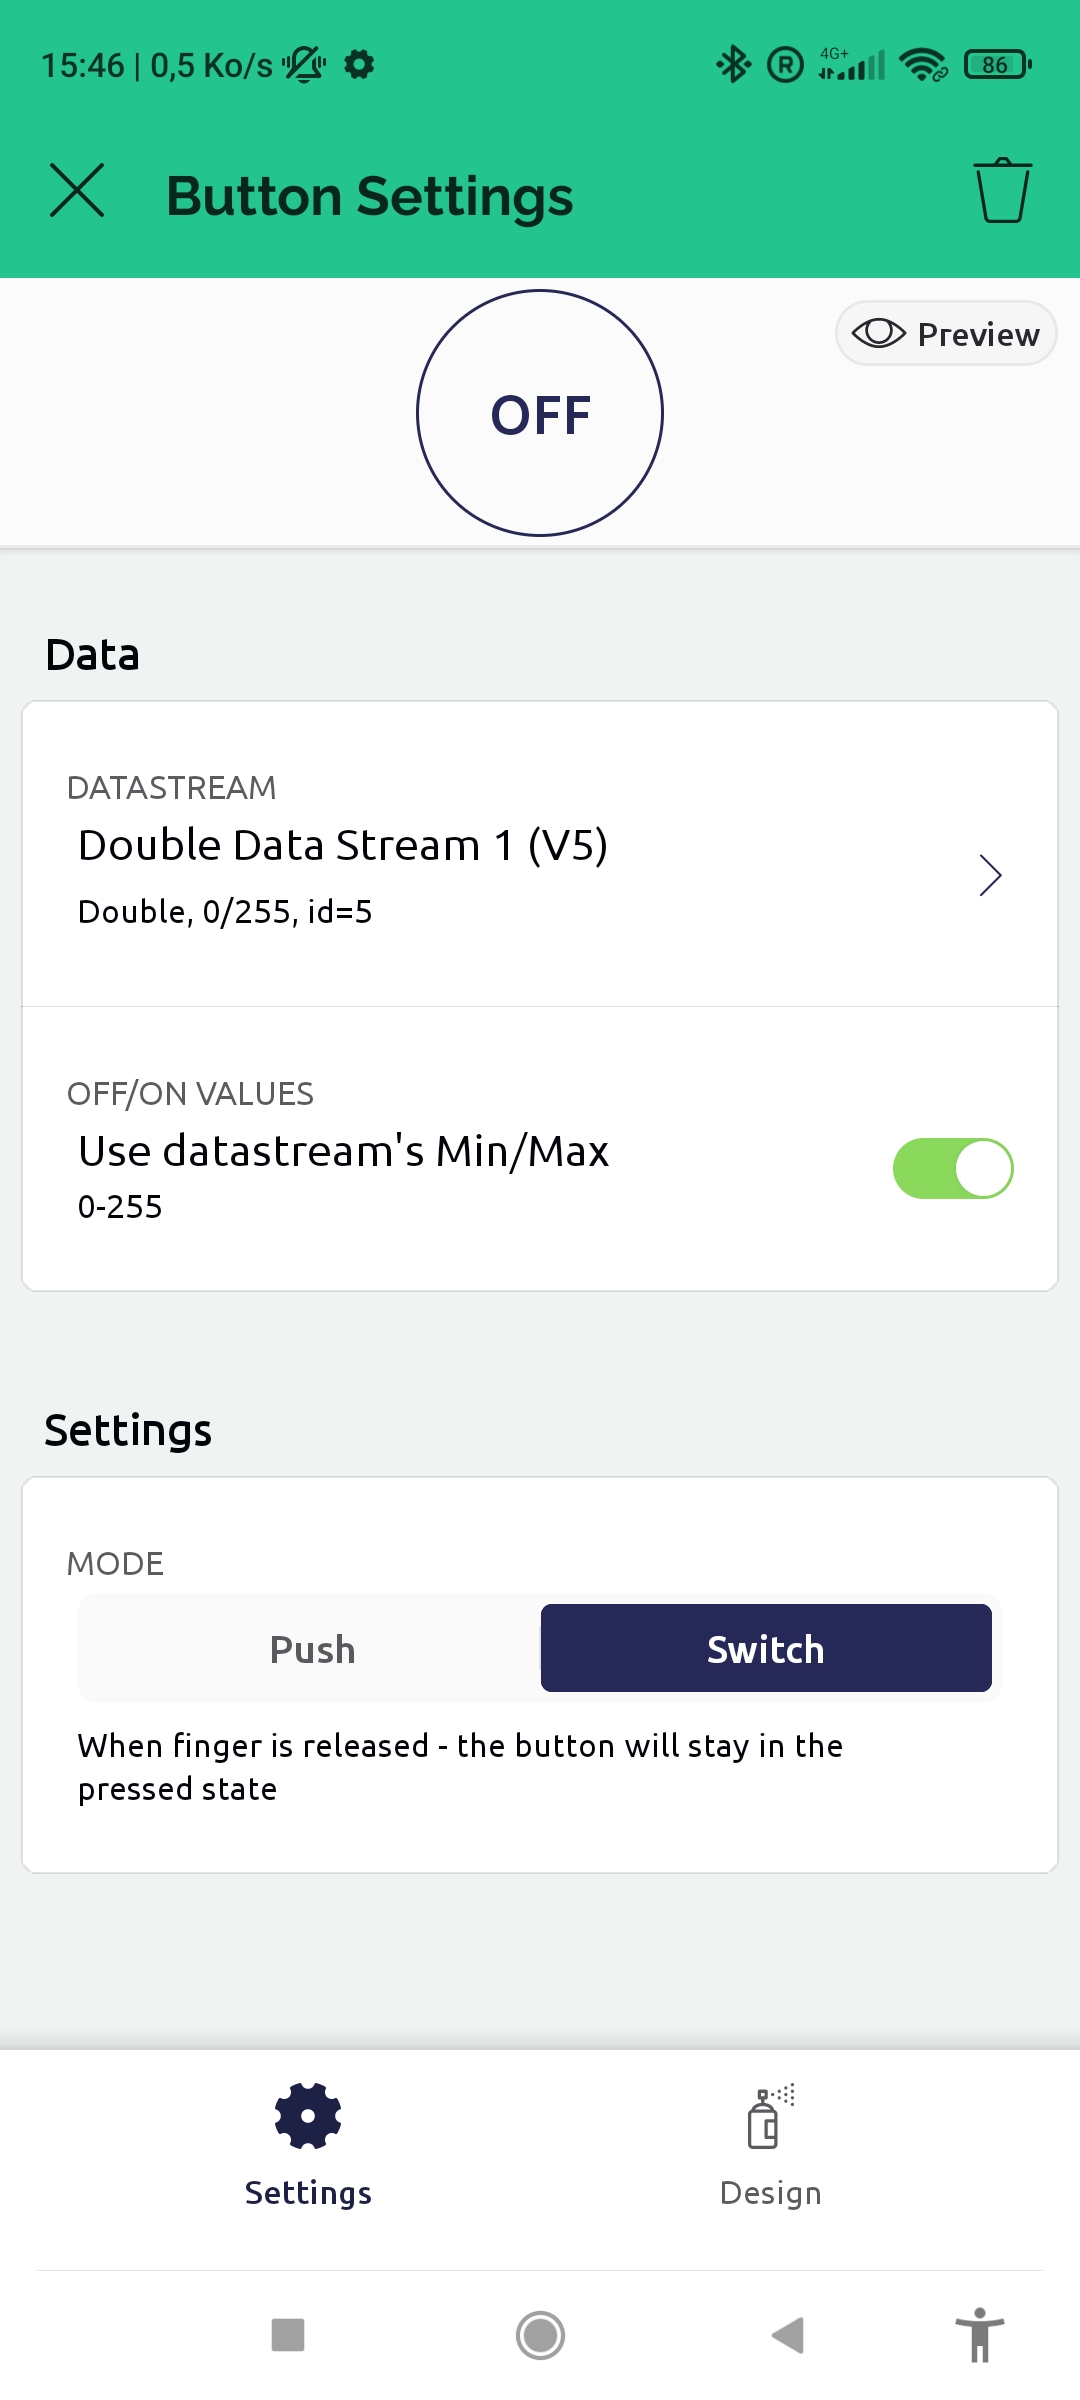 15:46 | 0,5 Ko/s
R
4G+
86
Button Settings
OFF
Preview
Data
DATASTREAM
Double Data Stream 1 (V5)
Double, 0/255, id=5
OFF/ON VALUES
Use datastream's Min/Max
0-255
Settings
MODE
Push
Switch
When finger is released - the button will stay in the
pressed state
Settings
Design